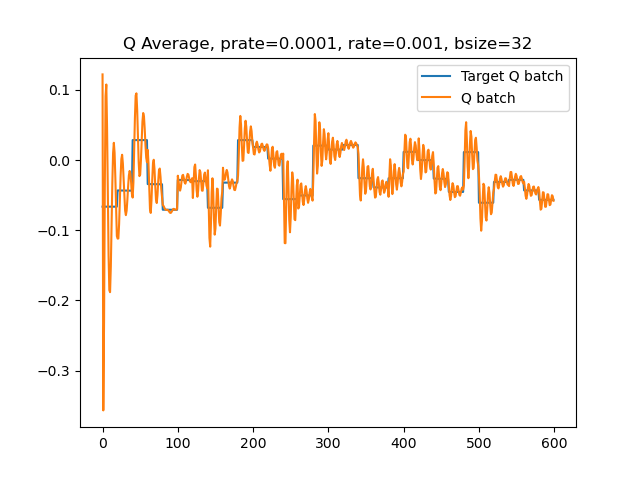 Q Average, prate=0.0001, rate=0.001, bsize=32
Target Q batch
Q batch
0.1
0.0
−0.1
−0.2
−0.3
0 100 200 300 400 500 600